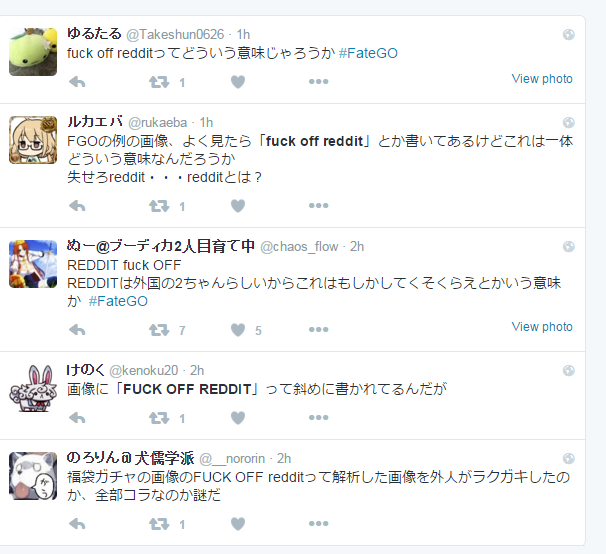 ゆるたる @Takeshun0626 · 1h
fuck off redditってどういう意味じゃろうか #FateGO
1
View photo
ルカエバ @rukaeba · 1h
FGOの例の画像、よく見たら「fuck off reddit」とか書いてあるけどこれは一体
どういう意味なんだろうか
失せろreddit・・・redditとは？
1
ぬー@ブーディカ2人目育て中 @chaos_flow · 2h
REDDIT fuck OFF
REDDITは外国の2ちゃんらしいからこれはもしかしてくそくらえとかいう意味
か #FateGO
7 5
View photo
けのく @kenoku20 · 2h
画像に「FUCK OFF REDDIT」って斜めに書かれてるんだが
1
のろりん@犬儒学派 @__nororin · 2h
福袋ガチャの画像のFUCK OFF redditって解析した画像を外人がラクガキしたの
か、全部コラなのか謎だ
1